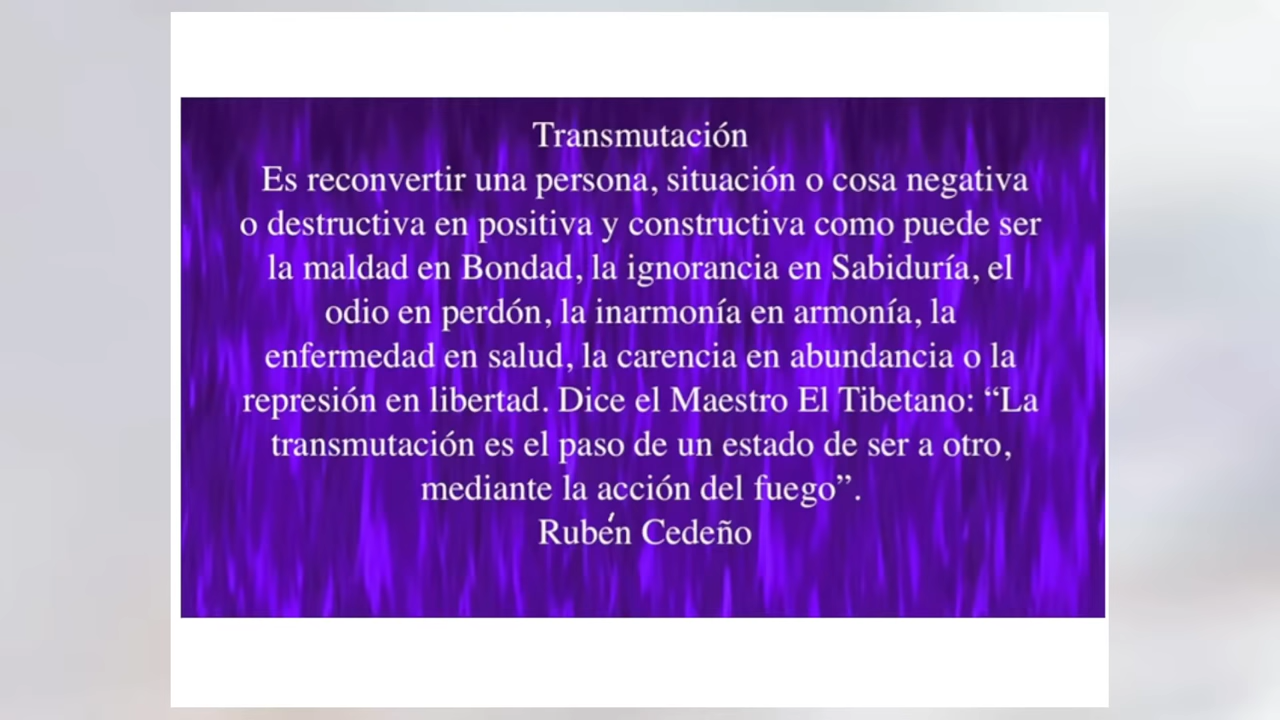 Transmutación
Es reconvertir una persona, situación o cosa negativa
o destructiva en positiva y constructiva como puede ser
la maldad en Bondad, la ignorancia en Sabiduría, el
odio en perdón, la inarmonía en armonía, la
enfermedad en salud, la carencia en abundancia o la
represión en libertad. Dice el Maestro El Tibetano: “La
transmutación es el paso de un estado de ser a otro,
mediante la acción del fuego”.
Rubén Cedeño